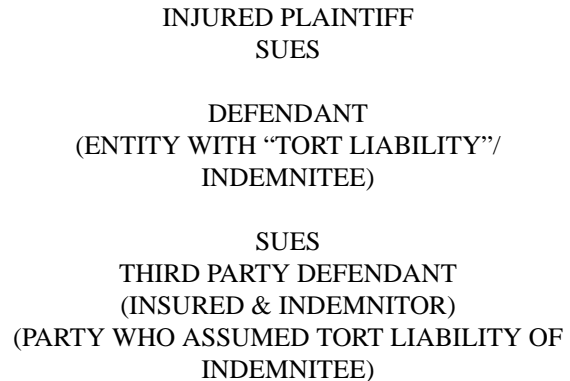 INJURED PLAINTIFF
SUES
DEFENDANT
(ENTITY WITH “TORT LIABILITY”/
INDEMNITEE)
SUES
THIRD PARTY DEFENDANT
(INSURED & INDEMNITOR)
(PARTY WHO ASSUMED TORT LIABILITY OF
INDEMNITEE)